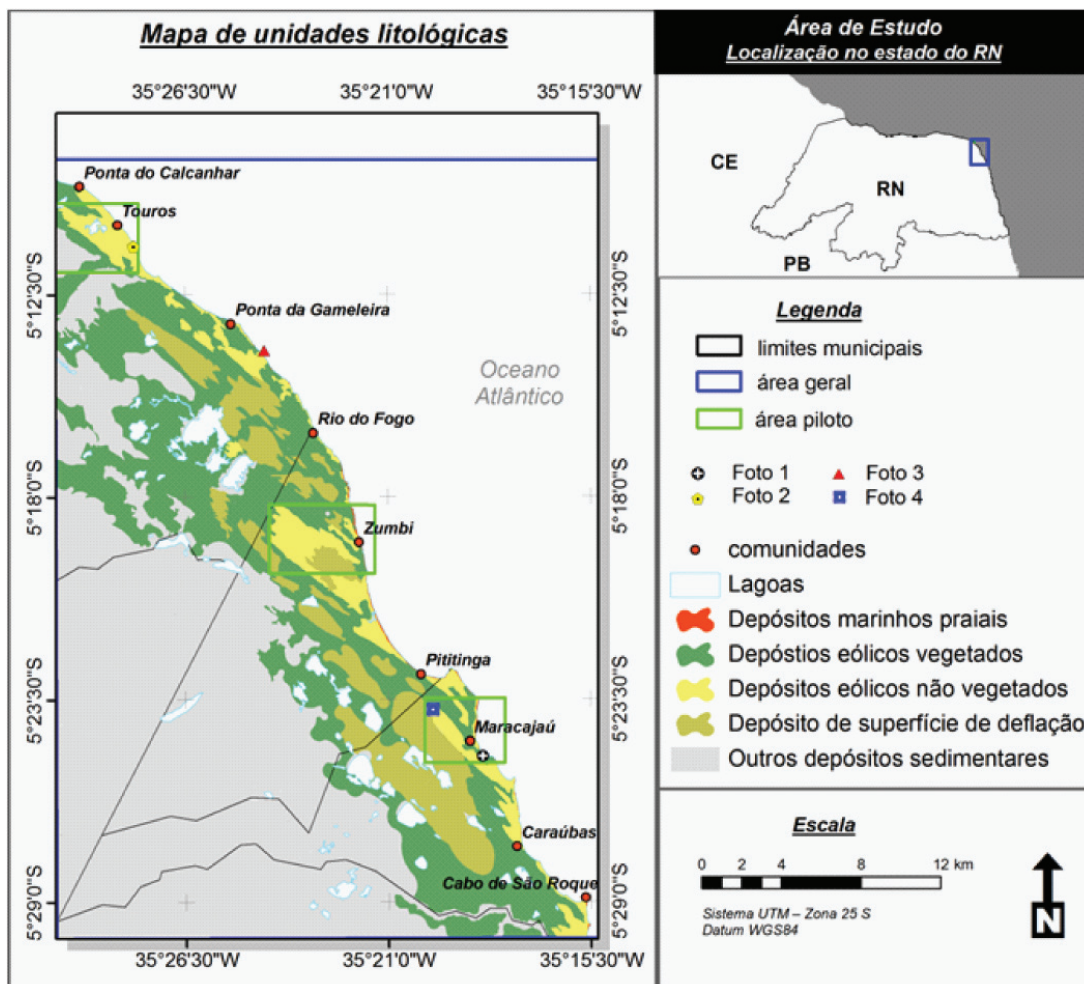 Mapa de unidades litológicas
35°26'30"W 35°21'0"W 35°15'30"W
Ponta do Calcanhar
Touros
5°12'30"S 5°12'30"S
Ponta da Gameleira
Oceano
Atlântico
Rio do Fogo
5°18'0"S 5°18'0"S
Zumbi
Pititinga
5°23'30"S 5°23'30"S
Maracajaú
Caraúbas
Cabo de São Roque
5°29'0"S 5°29'0"S
35°26'30"W 35°21'0"W 35°15'30"W
Área de Estudo
Localização no estado do RN
CE
RN
PB
Legenda
limites municipais
área geral
área piloto
Foto 1 Foto 3
Foto 2 Foto 4
comunidades
Lagoas
Depósitos marinhos praiais
Depóstios eólicos vegetados
Depósitos eólicos não vegetados
Depósito de superfície de deflação
Outros depósitos sedimentares
Escala
0 2 4 8 12 km
Sistema UTM – Zona 25 S
Datum WGS84
N